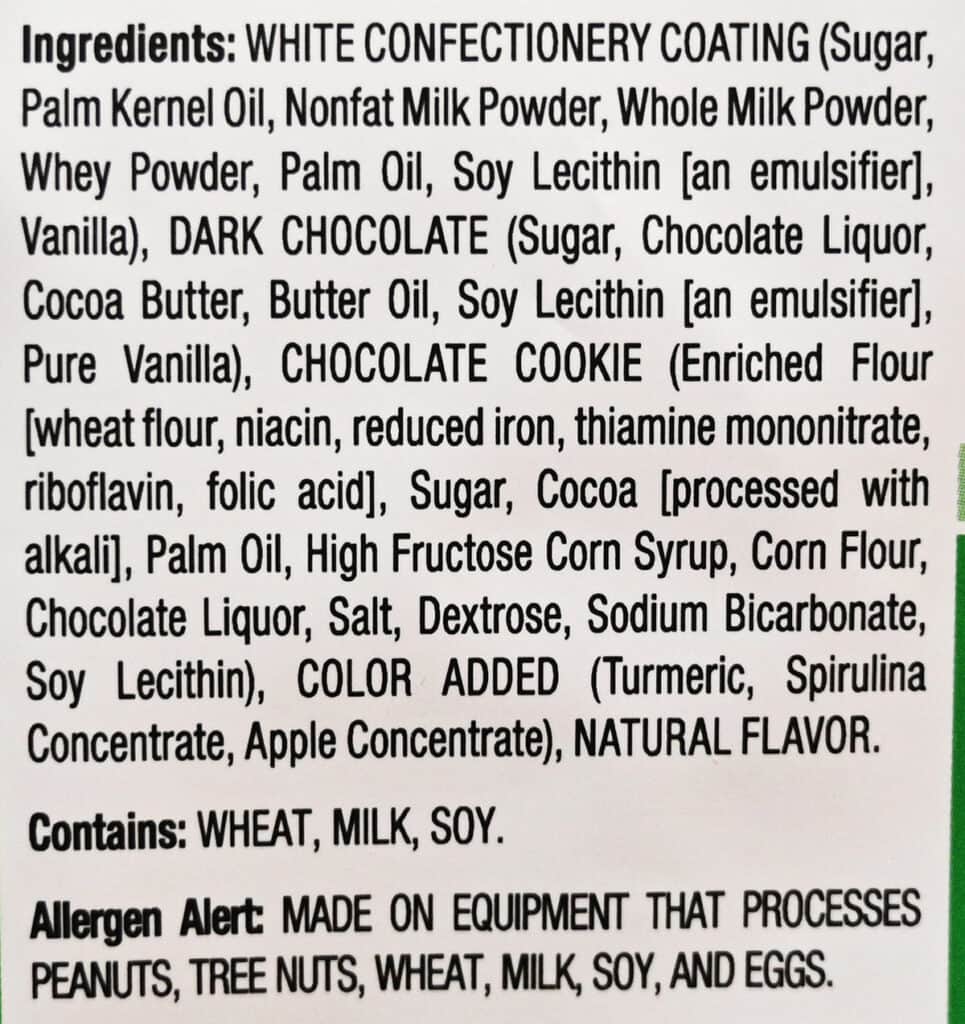 Ingredients: WHITE CONFECTIONERY COATING (Sugar,
Palm Kernel Oil, Nonfat Milk Powder, Whole Milk Powder,
Whey Powder, Palm Oil, Soy Lecithin [an emulsifier],
Vanilla), DARK CHOCOLATE (Sugar, Chocolate Liquor,
Cocoa Butter, Butter Oil, Soy Lecithin [an emulsifier],
Pure Vanilla), CHOCOLATE COOKIE (Enriched Flour
[wheat flour, niacin, reduced iron, thiamine mononitrate,
riboflavin, folic acid], Sugar, Cocoa [processed with
alkali], Palm Oil, High Fructose Corn Syrup, Corn Flour,
Chocolate Liquor, Salt, Dextrose, Sodium Bicarbonate,
Soy Lecithin), COLOR ADDED (Turmeric, Spirulina
Concentrate, Apple Concentrate), NATURAL FLAVOR.
Contains: WHEAT, MILK, SOY.
Allergen Alert: MADE ON EQUIPMENT THAT PROCESSES
PEANUTS, TREE NUTS, WHEAT, MILK, SOY, AND EGGS.